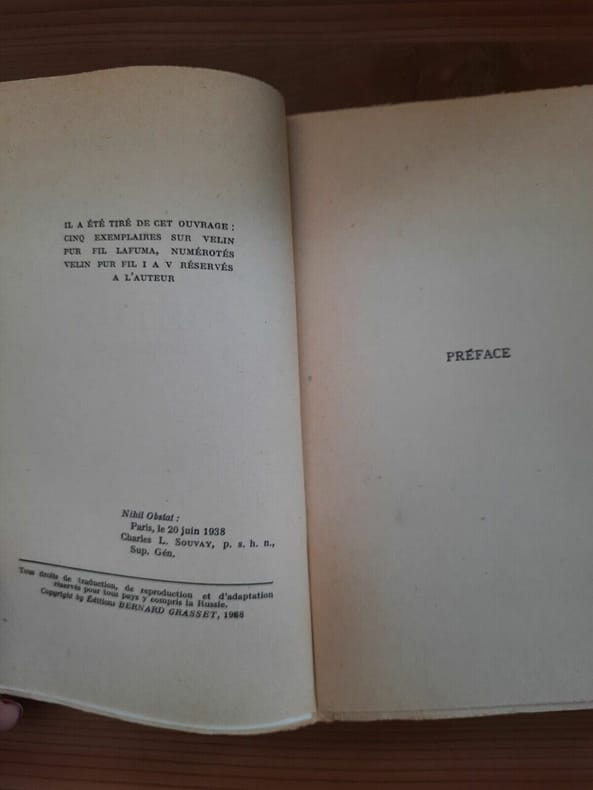 IL A ÉTÉ TIRÉ DE CET OUVRAGE :
CINQ EXEMPLAIRES SUR VELIN
PUR FIL LAFUMA, NUMÉROTÉS
VELIN PUR FIL I A V RÉSERVÉS
A L'AUTEUR
Nihil Obstat :
Paris, le 20 juin 1938
Charles L. SOUVAY, p. s. h. n.,
Sup. Gén.
Tous droits de traduction, de reproduction et d'adaptation
réservés pour tous pays y compris la Russie.
Copyright by Éditions BERNARD GRASSET, 1968
PRÉFACE